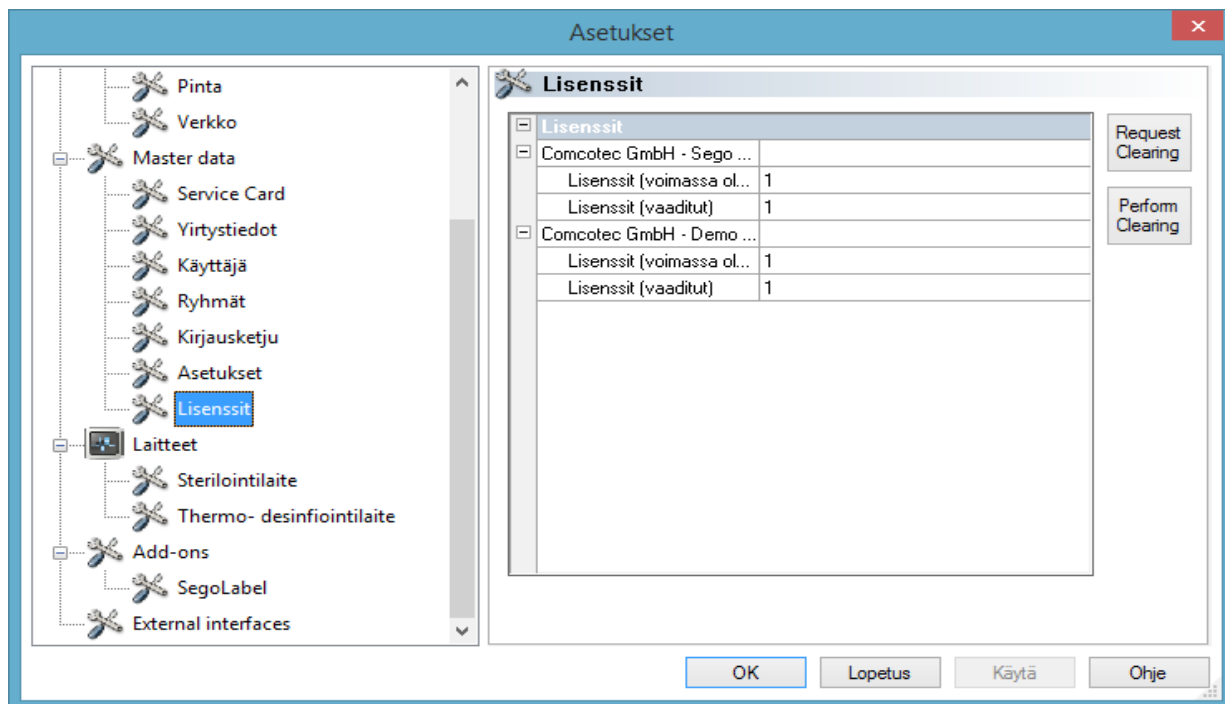 Asetukset
Pinta
Verkko
Master data
Service Card
Yirtystiedot
Käyttäjä
Ryhmät
Kirjausketju
Asetukset
Lisenssit
Laitteet
Sterilointilaite
Thermo- desinfiointilaite
Add-ons
SegoLabel
External interfaces
Lisenssit
Lisenssit
Comcotec GmbH - Sego ...
Lisenssit (voimassa ol... 1
Lisenssit (vaaditut) 1
Comcotec GmbH - Demo ...
Lisenssit (voimassa ol... 1
Lisenssit (vaaditut) 1
Request
Clearing
Perform
Clearing
OK Lopetus Käytä Ohje